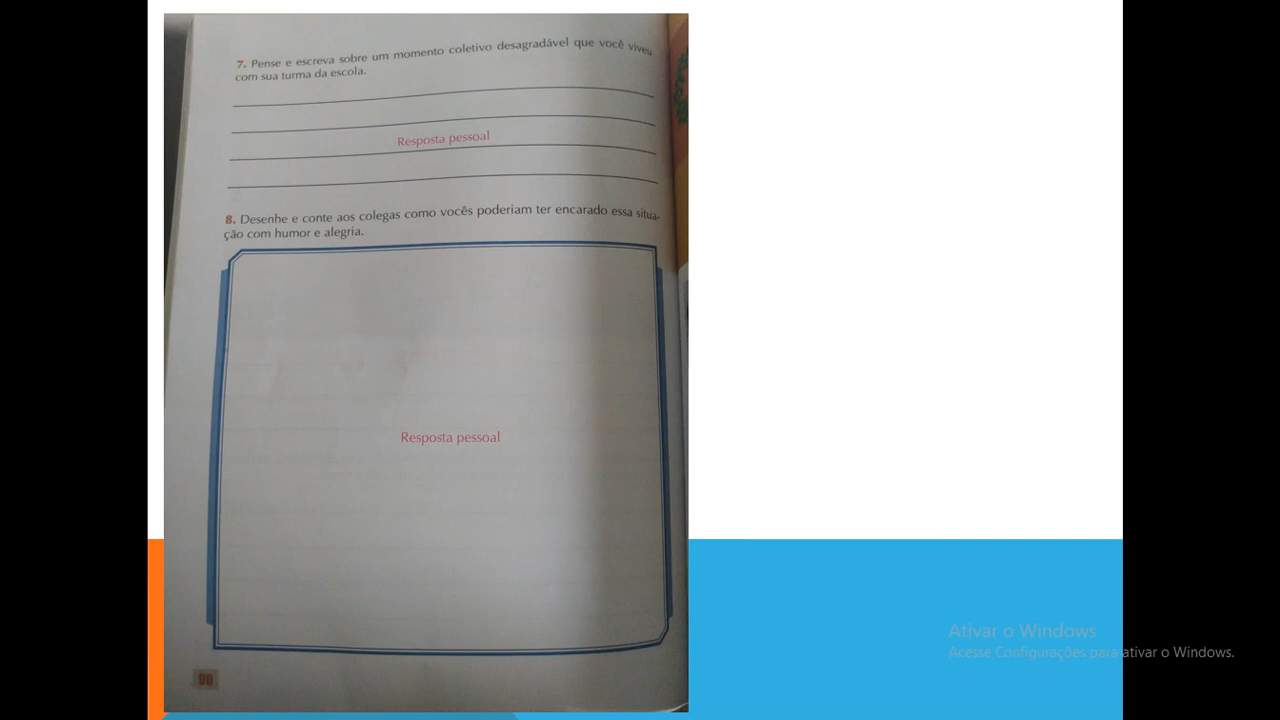 7. Pense e escreva sobre um momento coletivo desagradável que você viveu
com sua turma da escola.
Resposta pessoal
8. Desenhe e conte aos colegas como vocês poderiam ter encarado essa situa-
ção com humor e alegria.
Resposta pessoal
90
Ativar o Windows
Acesse Configurações para ativar o Windows.